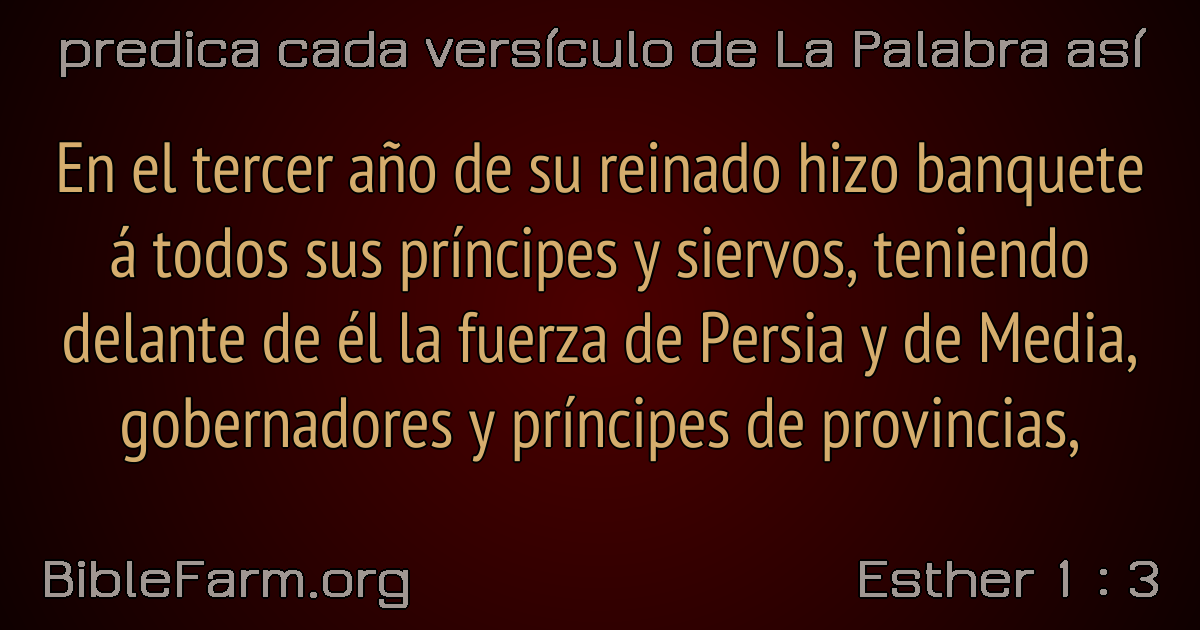 predica cada versículo de La Palabra así
En el tercer año de su reinado hizo banquete
á todos sus príncipes y siervos, teniendo
delante de él la fuerza de Persia y de Media,
gobernadores y príncipes de provincias,
BibleFarm.org
Esther 1 : 3